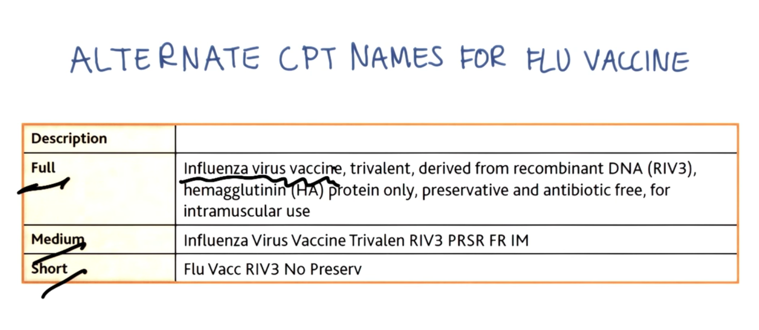 ALTERNATE CPT NAMES FOR FLU VACCINE
Description
Full
Influenza virus vaccine, trivalent, derived from recombinant DNA (RIV3),
hemagglutinin (HA) protein only, preservative and antibiotic free, for
intramuscular use
Medium
Influenza Virus Vaccine Trivalen RIV3 PRSR FR IM
Short
Flu Vacc RIV3 No Preserv